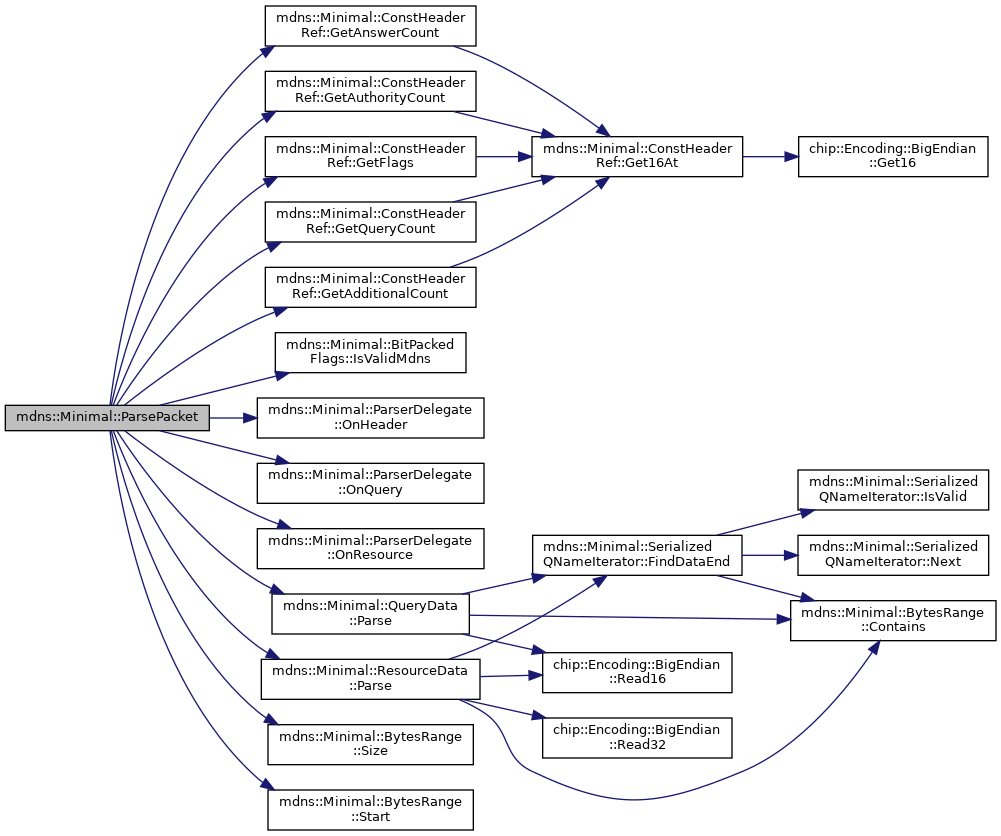 mdns::Minimal::ParsePacket
mdns::Minimal::ConstHeader
Ref::GetAnswerCount
mdns::Minimal::ConstHeader
Ref::GetAuthorityCount
mdns::Minimal::ConstHeader
Ref::GetFlags
mdns::Minimal::ConstHeader
Ref::GetQueryCount
mdns::Minimal::ConstHeader
Ref::GetAdditionalCount
mdns::Minimal::BitPacked
Flags::IsValidMdns
mdns::Minimal::ParserDelegate
::OnHeader
mdns::Minimal::ParserDelegate
::OnQuery
mdns::Minimal::ParserDelegate
::OnResource
mdns::Minimal::QueryData
::Parse
mdns::Minimal::ResourceData
::Parse
mdns::Minimal::BytesRange
::Size
mdns::Minimal::BytesRange
::Start
mdns::Minimal::ConstHeader
Ref::Get16At
mdns::Minimal::Serialized
QNameIterator::FindDataEnd
chip::Encoding::BigEndian
::Read16
chip::Encoding::BigEndian
::Read32
chip::Encoding::BigEndian
::Get16
mdns::Minimal::Serialized
QNameIterator::IsValid
mdns::Minimal::Serialized
QNameIterator::Next
mdns::Minimal::BytesRange
::Contains